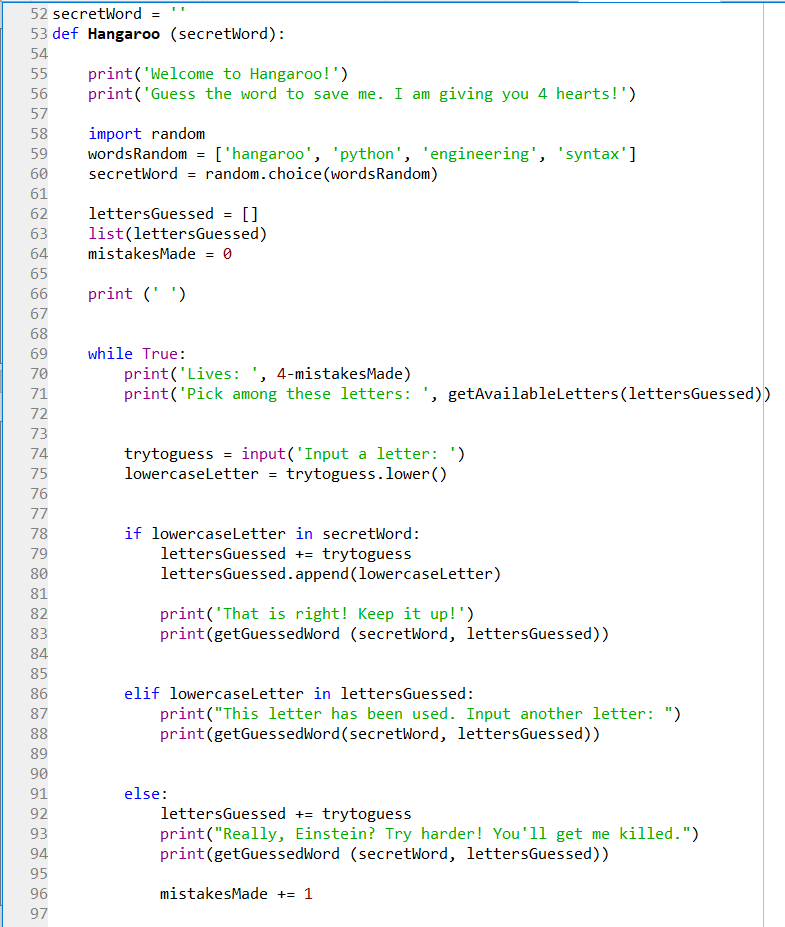 52 secretWord = ''
53 def Hangaroo (secretWord):
54
55     print('Welcome to Hangaroo!')
56     print('Guess the word to save me. I am giving you 4 hearts!')
57
58     import random
59     wordsRandom = ['hangaroo', 'python', 'engineering', 'syntax']
60     secretWord = random.choice(wordsRandom)
61
62     lettersGuessed = []
63     list(lettersGuessed)
64     mistakesMade = 0
65
66     print (' ')
67
68
69     while True:
70         print('Lives: ', 4-mistakesMade)
71         print('Pick among these letters: ', getAvailableLetters(lettersGuessed))
72
73
74         trytoguess = input('Input a letter: ')
75         lowercaseLetter = trytoguess.lower()
76
77
78         if lowercaseLetter in secretWord:
79             lettersGuessed += trytoguess
80             lettersGuessed.append(lowercaseLetter)
81
82             print('That is right! Keep it up!')
83             print(getGuessedWord (secretWord, lettersGuessed))
84
85
86         elif lowercaseLetter in lettersGuessed:
87             print("This letter has been used. Input another letter: ")
88             print(getGuessedWord(secretWord, lettersGuessed))
89
90
91         else:
92             lettersGuessed += trytoguess
93             print("Really, Einstein? Try harder! You'll get me killed.")
94             print(getGuessedWord (secretWord, lettersGuessed))
95
96             mistakesMade += 1
97